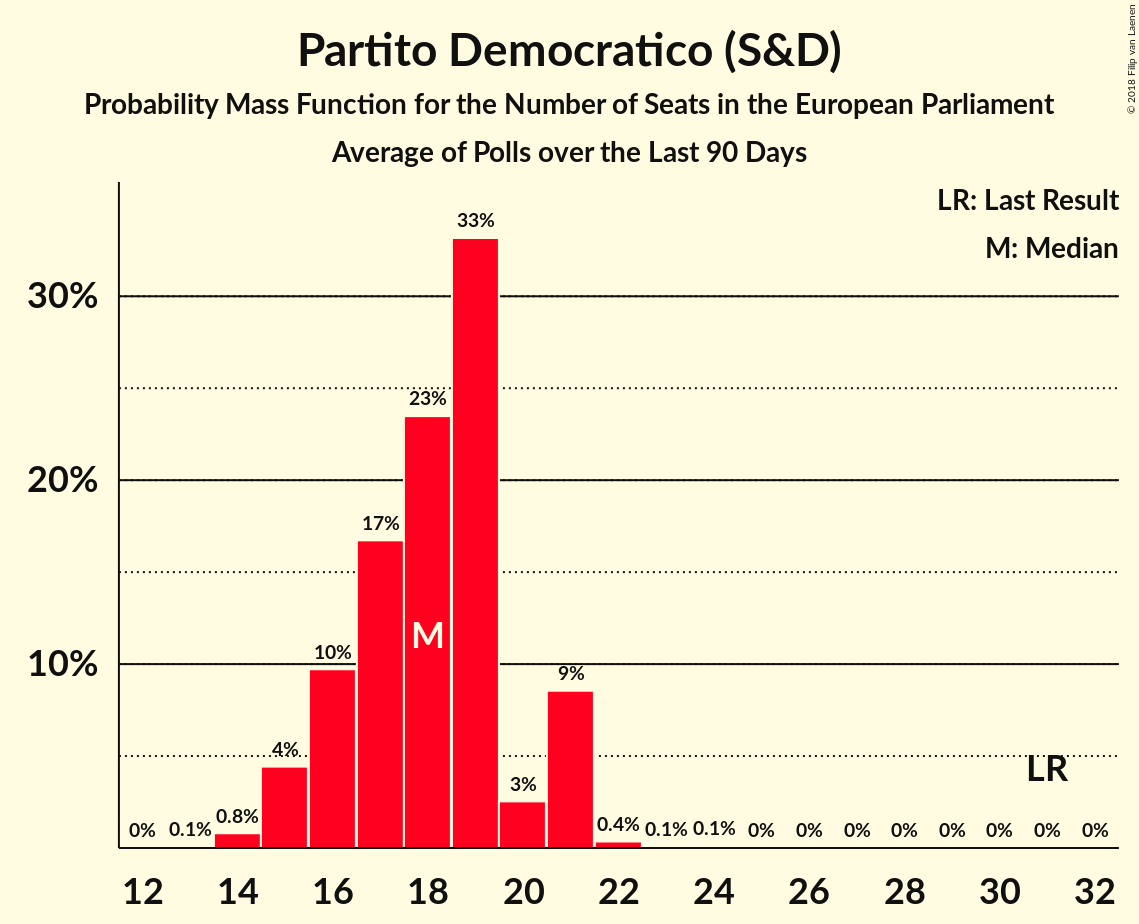 Partito Democratico (S&D)
Probability Mass Function for the Number of Seats in the European Parliament
Average of Polls over the Last 90 Days
© 2018 Filip van Laenen
LR: Last Result
M: Median
33%
30%
23%
20%
17%
M
10%
10%
9%
4%
LR
3%
0% 0.1% 0.8% 0.4% 0.1% 0.1% 0% 0% 0% 0% 0% 0% 0% 0%
12 14 16 18 20 22 24 26 28 30 32